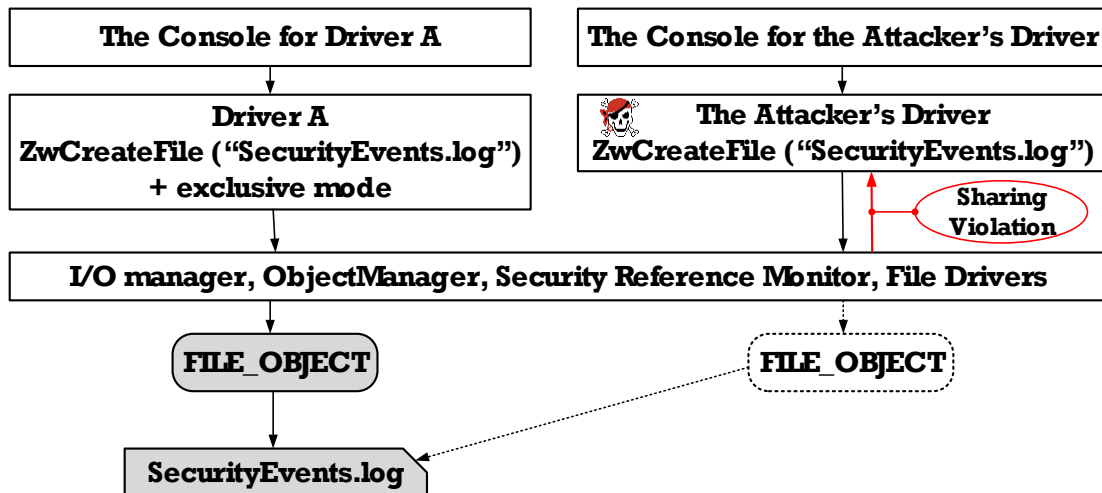 The Console for Driver A
The Console for the Attacker’s Driver
Driver A
ZwCreateFile (“SecurityEvents.log”)
+ exclusive mode
The Attacker’s Driver
ZwCreateFile (“SecurityEvents.log”)
Sharing
Violation
I/O manager, ObjectManager, Security Reference Monitor, File Drivers
FILE_OBJECT
FILE_OBJECT
SecurityEvents.log